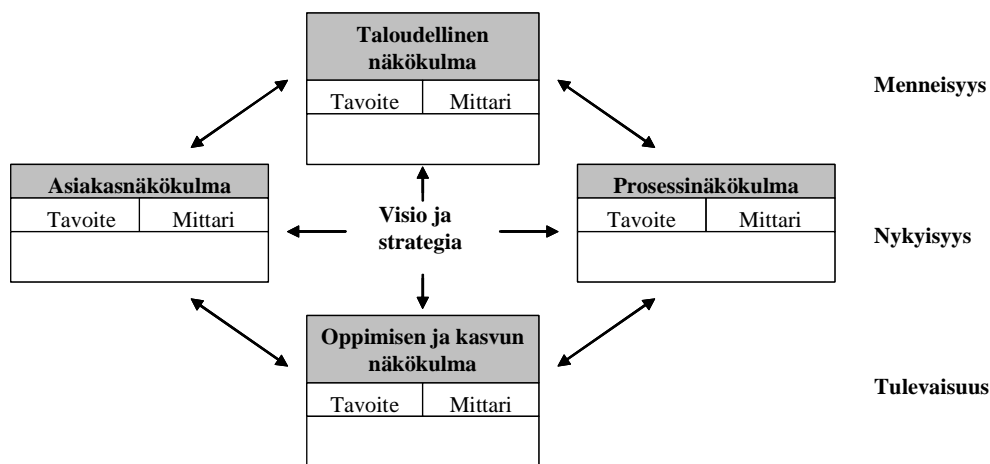 Taloudellinen
näkökulma
Tavoite Mittari
Menneisyys
Asiakasnäkökulma
Tavoite Mittari
Visio ja
strategia
Prosessinäkökulma
Tavoite Mittari
Nykyisyys
Oppimisen ja kasvun
näkökulma
Tavoite Mittari
Tulevaisuus